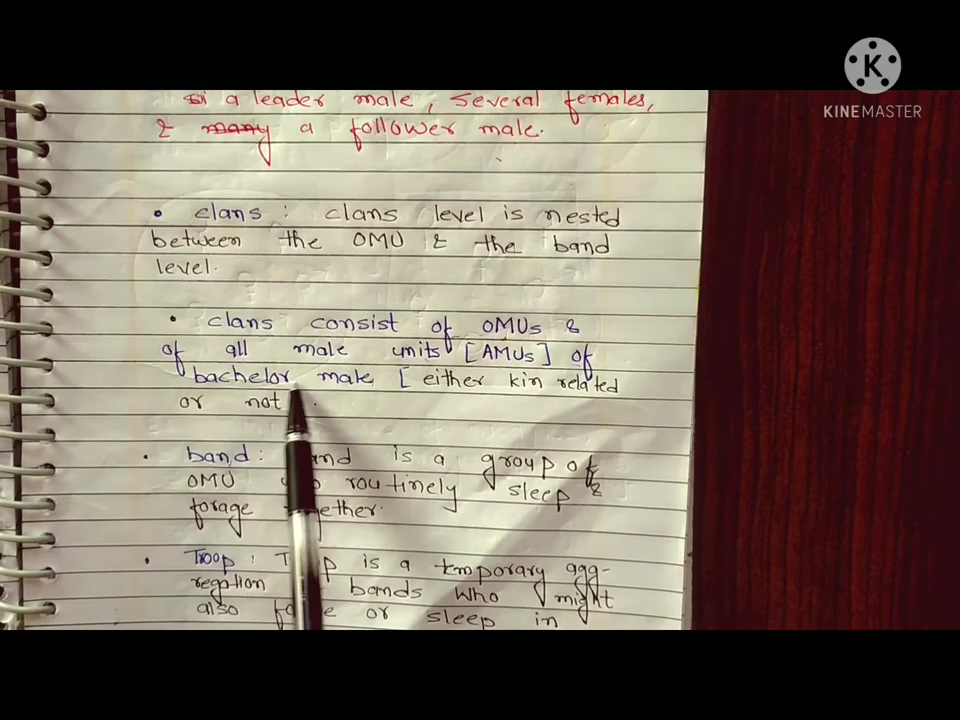 KINEMASTER
a leader male, several females,
& many a follower male.
• clans: clans level is nested
between the OMU & the band
level.
• clans consist of OMUs &
of all male units [AMUs] of
bachelor male [either kin related
or not
• band: is a group of
OMU routinely sleep &
forage
• Troop: is a temporary agg-
regation bands who might
also or sleep in